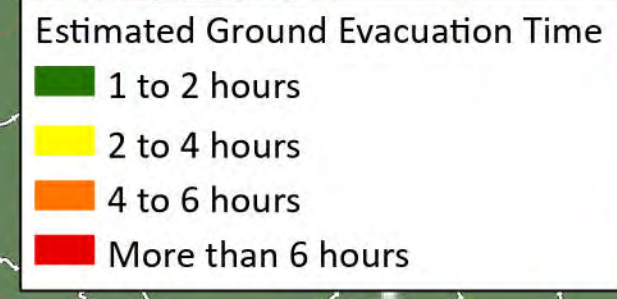 Estimated Ground Evacuation Time
1 to 2 hours
2 to 4 hours
4 to 6 hours
More than 6 hours